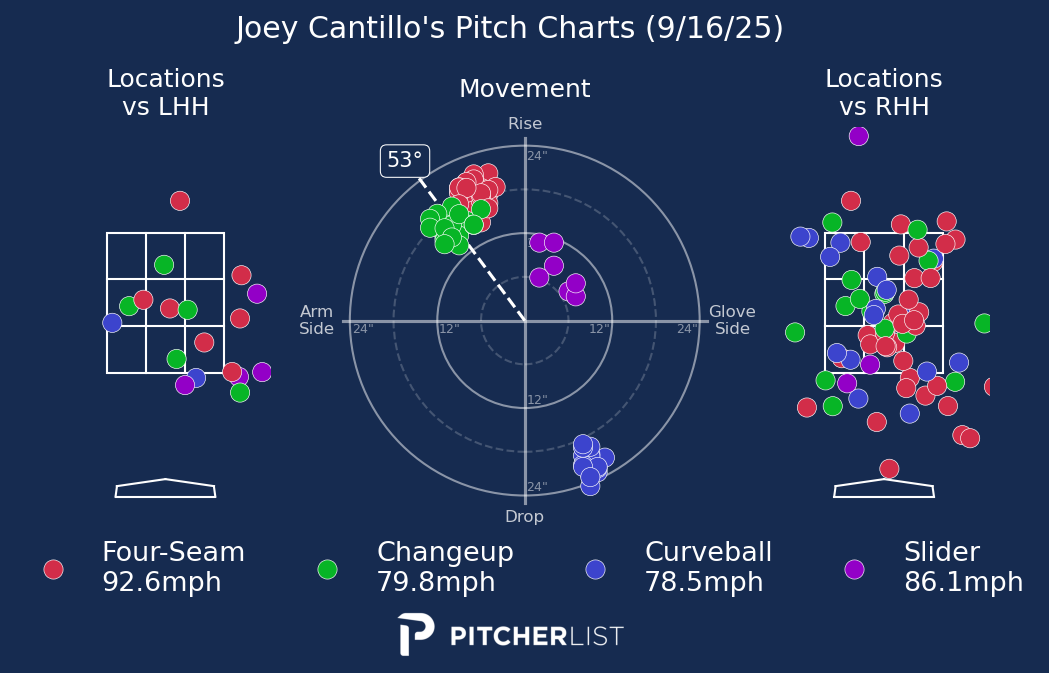 Joey Cantillo's Pitch Charts (9/16/25)
Locations
vs LHH
Movement
Locations
vs RHH
Rise
53°
24"
Arm
Side
24"
12"
12"
24"
Glove
Side
12"
24"
Drop
Four-Seam
92.6mph
Changeup
79.8mph
Curveball
78.5mph
Slider
86.1mph
PITCHERLIST